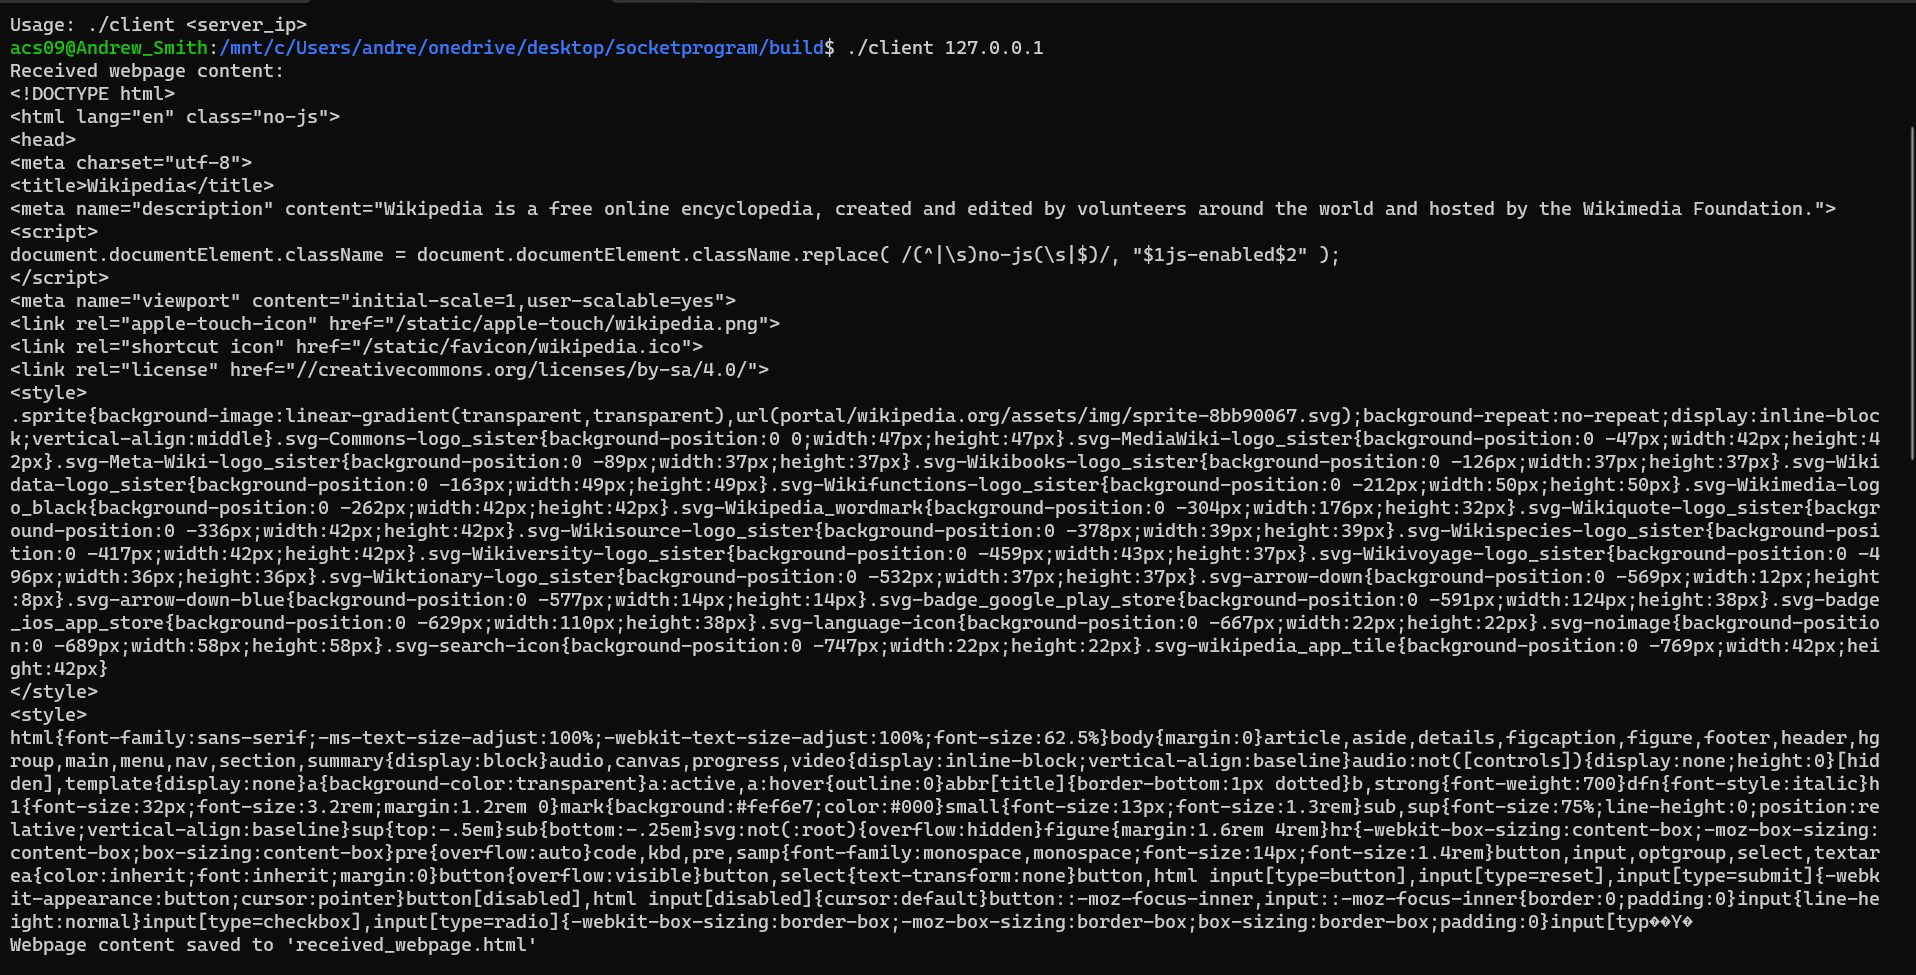 Usage: ./client <server_ip>
acs09@Andrew_Smith:/mnt/c/Users/andre/onedrive/desktop/socketprogram/build$ ./client 127.0.0.1
Received webpage content:
<!DOCTYPE html>
<html lang="en" class="no-js">
<head>
<meta charset="utf-8">
<title>Wikipedia</title>
<meta name="description" content="Wikipedia is a free online encyclopedia, created and edited by volunteers around the world and hosted by the Wikimedia Foundation.">
<script>
document.documentElement.className = document.documentElement.className.replace( /(^|\s)no-js(\s|$)/, "$1js-enabled$2" );
</script>
<meta name="viewport" content="initial-scale=1,user-scalable=yes">
<link rel="apple-touch-icon" href="/static/apple-touch/wikipedia.png">
<link rel="shortcut icon" href="/static/favicon/wikipedia.ico">
<link rel="license" href="//creativecommons.org/licenses/by-sa/4.0/">
<style>
.sprite{background-image:linear-gradient(transparent,transparent),url(portal/wikipedia.org/assets/img/sprite-8bb90067.svg);background-repeat:no-repeat;display:inline-bloc
k;vertical-align:middle}.svg-Commons-logo_sister{background-position:0 0;width:47px;height:47px}.svg-MediaWiki-logo_sister{background-position:0 -47px;width:42px;height:4
2px}.svg-Meta-Wiki-logo_sister{background-position:0 -89px;width:37px;height:37px}.svg-Wikibooks-logo_sister{background-position:0 -126px;width:37px;height:37px}.svg-Wiki
data-logo_sister{background-position:0 -163px;width:49px;height:49px}.svg-Wikifunctions-logo_sister{background-position:0 -212px;width:50px;height:50px}.svg-Wikimedia-log
o_black{background-position:0 -262px;width:42px;height:42px}.svg-Wikipedia_wordmark{background-position:0 -304px;width:176px;height:32px}.svg-Wikiquote-logo_sister{backgr
ound-position:0 -336px;width:42px;height:42px}.svg-Wikisource-logo_sister{background-position:0 -378px;width:39px;height:39px}.svg-Wikispecies-logo_sister{background-posi
tion:0 -417px;width:42px;height:42px}.svg-Wikiversity-logo_sister{background-position:0 -459px;width:43px;height:37px}.svg-Wikivoyage-logo_sister{background-position:0 -4
96px;width:36px;height:36px}.svg-Wiktionary-logo_sister{background-position:0 -532px;width:37px;height:37px}.svg-arrow-down{background-position:0 -569px;width:12px;height
:8px}.svg-arrow-down-blue{background-position:0 -577px;width:14px;height:14px}.svg-badge_google_play_store{background-position:0 -591px;width:124px;height:38px}.svg-badge
_ios_app_store{background-position:0 -629px;width:110px;height:38px}.svg-language-icon{background-position:0 -667px;width:22px;height:22px}.svg-noimage{background-positio
n:0 -689px;width:58px;height:58px}.svg-search-icon{background-position:0 -747px;width:22px;height:22px}.svg-wikipedia_app_tile{background-position:0 -769px;width:42px;hei
ght:42px}
</style>
<style>
html{font-family:sans-serif;-ms-text-size-adjust:100%;-webkit-text-size-adjust:100%;font-size:62.5%}body{margin:0}article,aside,details,figcaption,figure,footer,header,hg
roup,main,menu,nav,section,summary{display:block}audio,canvas,progress,video{display:inline-block;vertical-align:baseline}audio:not([controls]){display:none;height:0}[hid
den],template{display:none}a{background-color:transparent}a:active,a:hover{outline:0}abbr[title]{border-bottom:1px dotted}b,strong{font-weight:700}dfn{font-style:italic}h
1{font-size:32px;font-size:3.2rem;margin:1.2rem 0}mark{background:#fef6e7;color:#000}small{font-size:13px;font-size:1.3rem}sub,sup{font-size:75%;line-height:0;position:re
lative;vertical-align:baseline}sup{top:-.5em}sub{bottom:-.25em}svg:not(:root){overflow:hidden}figure{margin:1.6rem 4rem}hr{-webkit-box-sizing:content-box;-moz-box-sizing:
content-box;box-sizing:content-box}pre{overflow:auto}code,kbd,pre,samp{font-family:monospace,monospace;font-size:14px;font-size:1.4rem}button,input,optgroup,select,textar
ea{color:inherit;font:inherit;margin:0}button{overflow:visible}button,select{text-transform:none}button,html input[type=button],input[type=reset],input[type=submit]{-webk
it-appearance:button;cursor:pointer}button[disabled],html input[disabled]{cursor:default}button::-moz-focus-inner,input::-moz-focus-inner{border:0;padding:0}input{line-he
ight:normal}input[type=checkbox],input[type=radio]{-webkit-box-sizing:border-box;-moz-box-sizing:border-box;box-sizing:border-box;padding:0}input[typ��Y�
Webpage content saved to 'received_webpage.html'